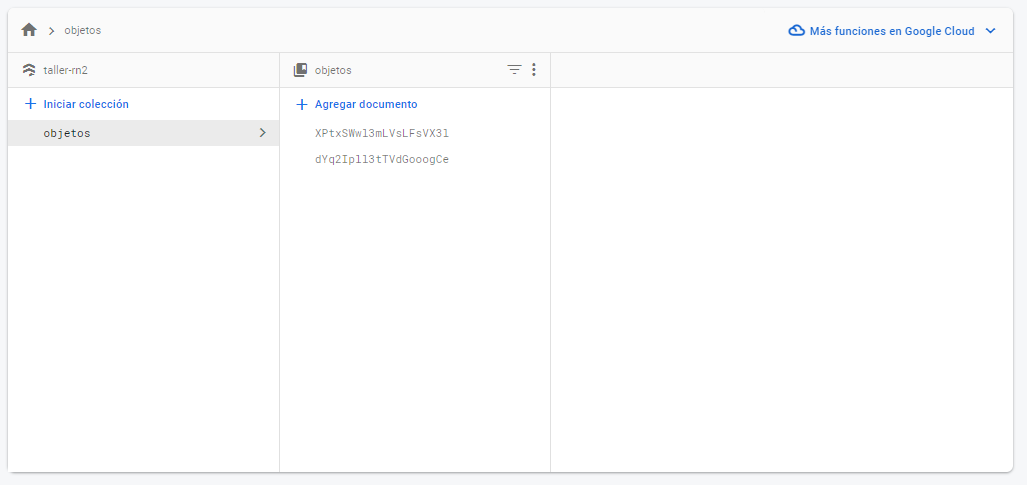 objetos
Más funciones en Google Cloud
taller-rn2
objetos
Iniciar colección
Agregar documento
objetos
XPtxSWwl3mLVsLFsVX3l
dYq2Ipll3tTVdGooogCe